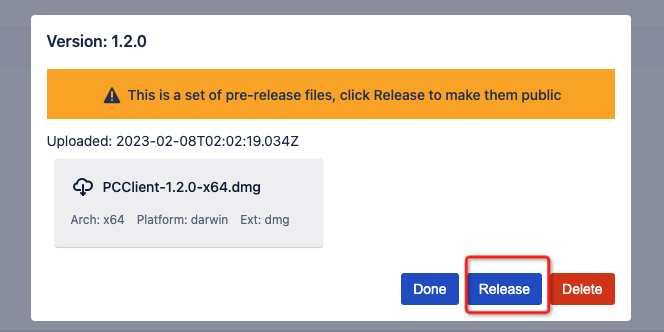 Version: 1.2.0
This is a set of pre-release files, click Release to make them public
Uploaded: 2023-02-08T02:02:19.034Z
PCClient-1.2.0-x64.dmg
Arch: x64 Platform: darwin Ext: dmg
Done Release Delete